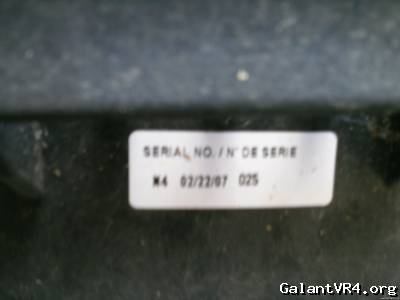 SERIAL NO. / N° DE SERIE
M4 02/22/07 025
GalantVR4.org